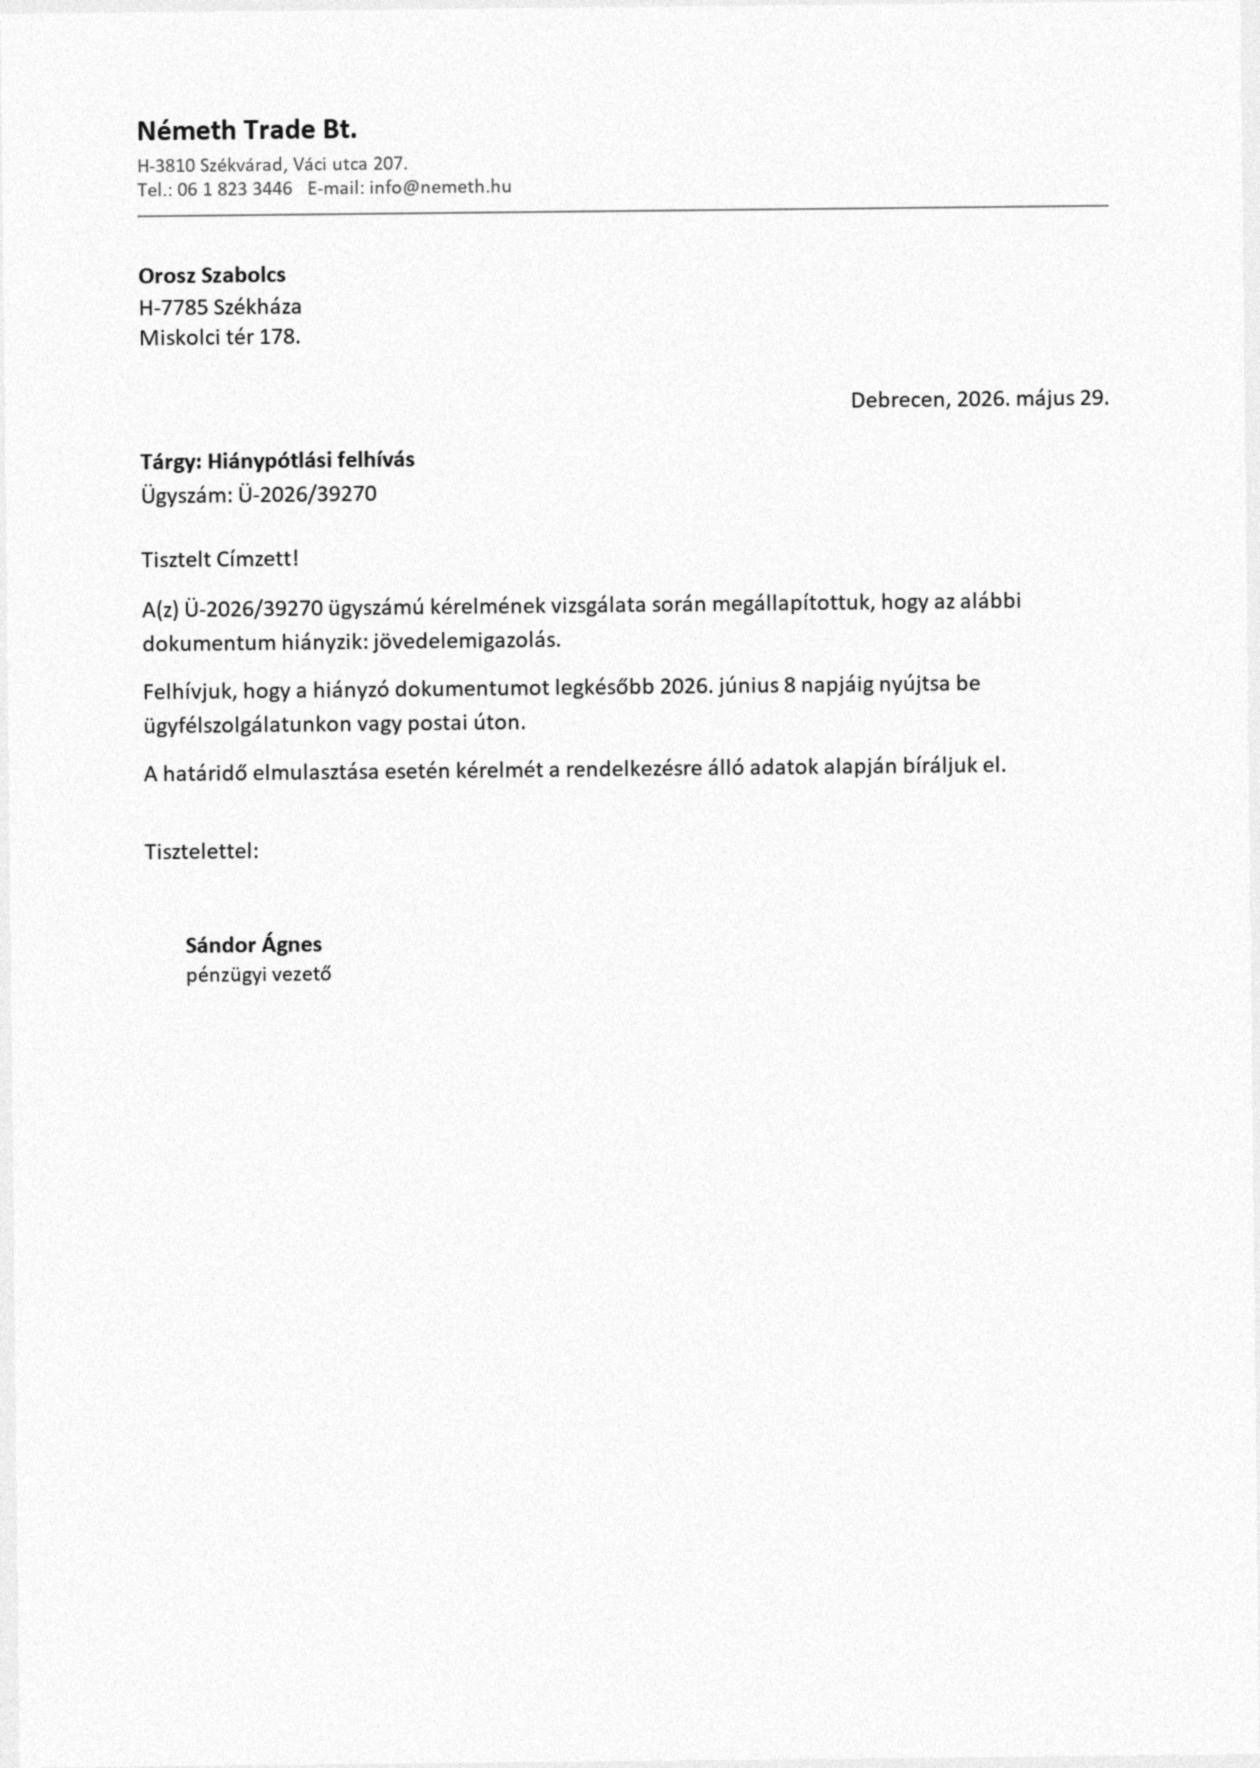 Németh Trade Bt.
H-3810 Székvárad, Váci utca 207.
Tel.: 06 1 823 3446 E-mail: info@nemeth.hu
Orosz Szabolcs
H-7785 Székháza
Miskolci tér 178.
Debrecen, 2026. május 29.
Tárgy: Hiánypótlási felhívás
Ügyszám: Ü-2026/39270
Tisztelt Címzett!
A(z) Ü-2026/39270 ügyszámú kérelmének vizsgálata során megállapítottuk, hogy az alábbi
dokumentum hiányzik: jövedelemigazolás.
Felhívjuk, hogy a hiányzó dokumentumot legkésőbb 2026. június 8 napjáig nyújtsa be
ügyfélszolgálatunkon vagy postai úton.
A határidő elmulasztása esetén kérelmét a rendelkezésre álló adatok alapján bíráljuk el.
Tisztelettel:
Sándor Ágnes
pénzügyi vezető